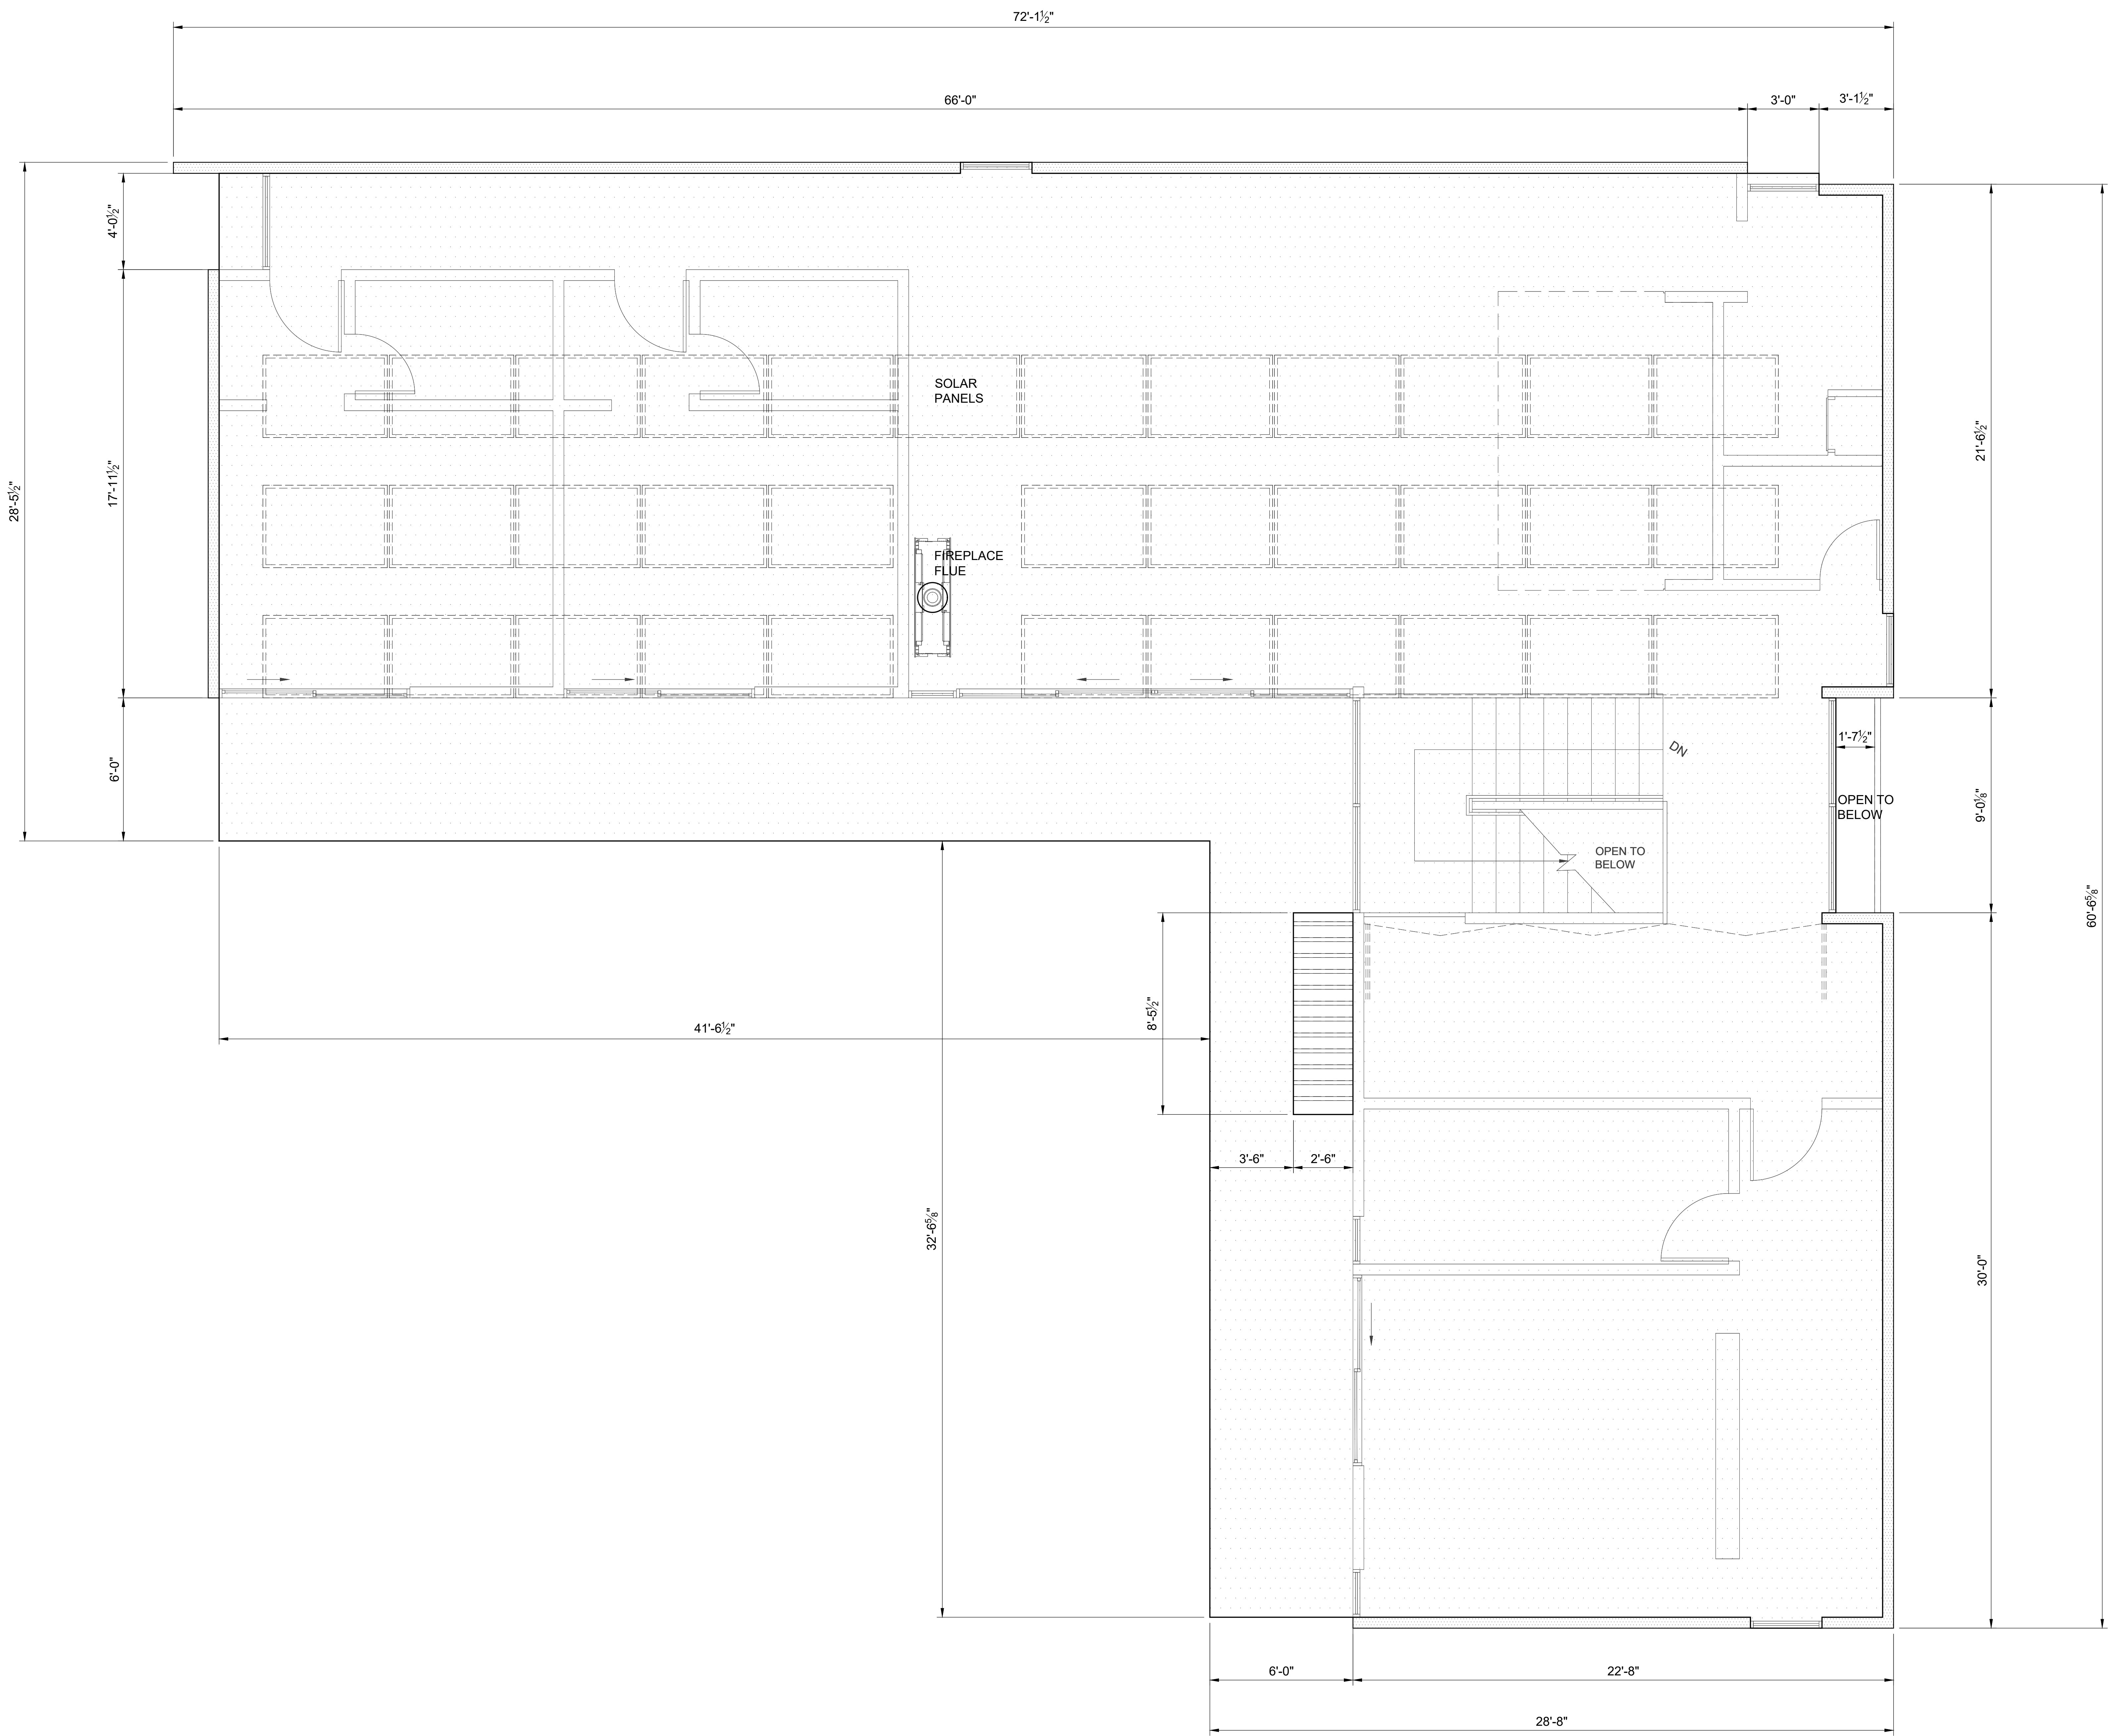 72'-1½"
66'-0"
3'-0"
3'-1½"
4'-0½"
28'-5½"
17'-11½"
6'-0"
SOLAR
PANELS
FIREPLACE
FLUE
21'-6½"
DN
1'-7½"
OPEN TO
BELOW
9'-0⅛"
OPEN TO
BELOW
60'-6⅝"
8'-5½"
41'-6½"
3'-6"
2'-6"
32'-6⅝"
30'-0"
6'-0"
22'-8"
28'-8"